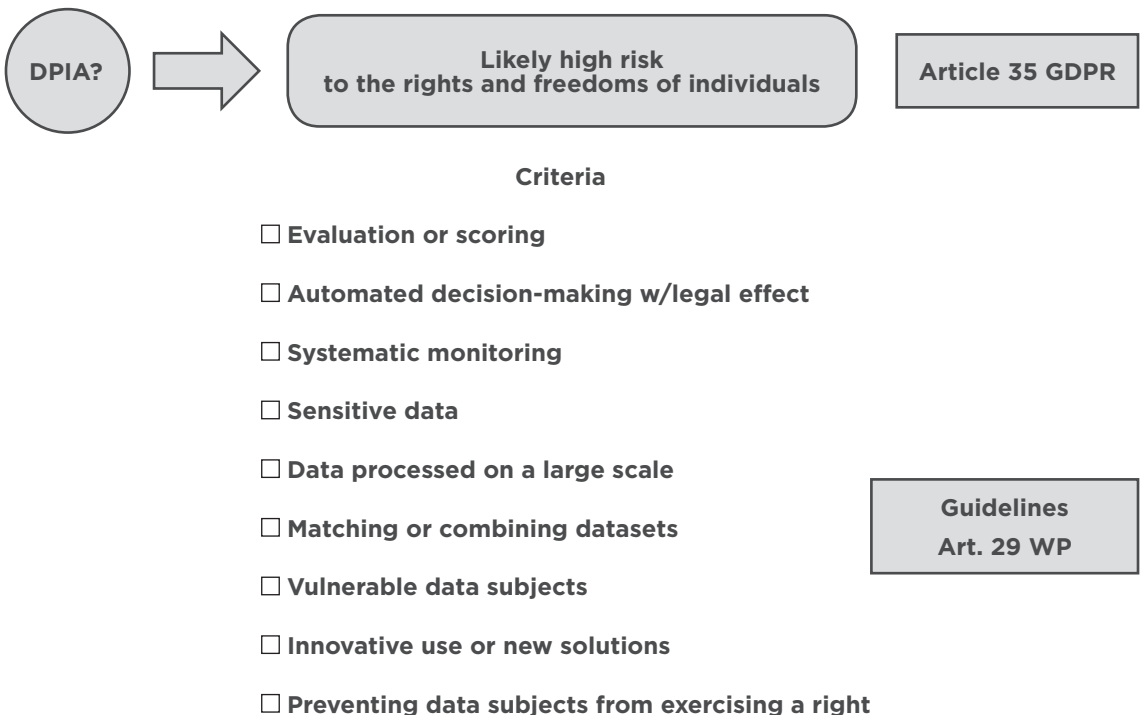 DPIA?
Likely high risk
to the rights and freedoms of individuals
Article 35 GDPR
Criteria
Evaluation or scoring
Automated decision-making w/legal effect
Systematic monitoring
Sensitive data
Data processed on a large scale
Matching or combining datasets
Guidelines
Art. 29 WP
Vulnerable data subjects
Innovative use or new solutions
Preventing data subjects from exercising a right